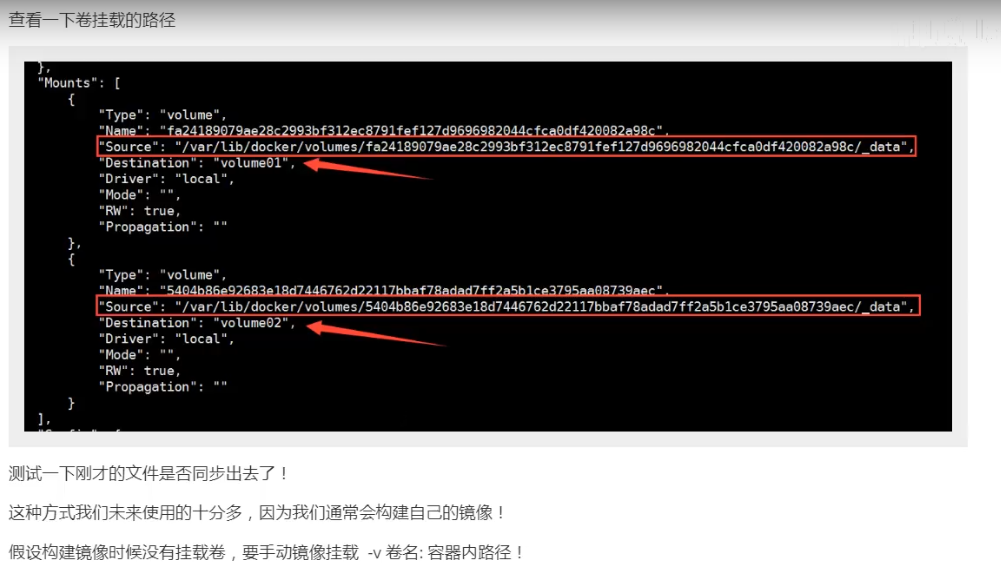 查看一下卷挂载的路径
},
"Mounts": [
{
"Type": "volume",
"Name": "fa24189079ae28c2993bf312ec8791fef127d9696982044cfca0df420082a98c",
"Source": "/var/lib/docker/volumes/fa24189079ae28c2993bf312ec8791fef127d9696982044cfca0df420082a98c/_data",
"Destination": "volume01",
"Driver": "local",
"Mode": "",
"RW": true,
"Propagation": ""
},
{
"Type": "volume",
"Name": "5404b86e92683e18d7446762d22117bbaf78adad7ff2a5b1ce3795aa08739aec",
"Source": "/var/lib/docker/volumes/5404b86e92683e18d7446762d22117bbaf78adad7ff2a5b1ce3795aa08739aec/_data",
"Destination": "volume02",
"Driver": "local",
"Mode": "",
"RW": true,
"Propagation": ""
}
],
测试一下刚才的文件是否同步出去了！
这种方式我们未来使用的十分多，因为我们通常会构建自己的镜像！
假设构建镜像时候没有挂载卷，要手动镜像挂载 -v 卷名:容器内路径！